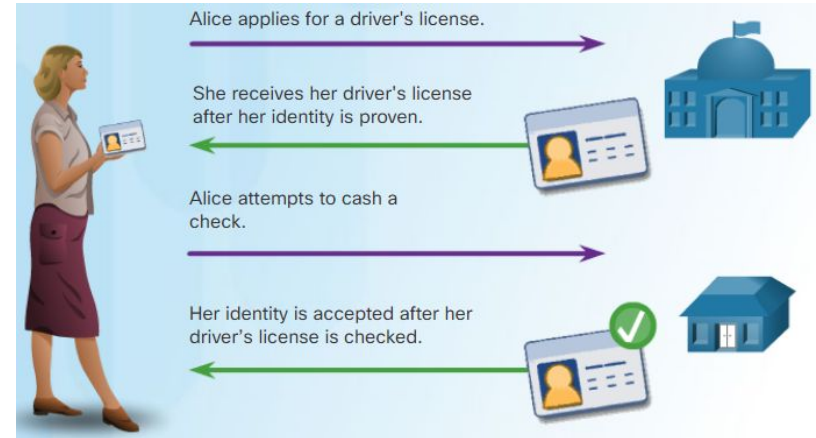 Alice applies for a driver's license.
She receives her driver's license
after her identity is proven.
Alice attempts to cash a
check.
Her identity is accepted after her
driver's license is checked.